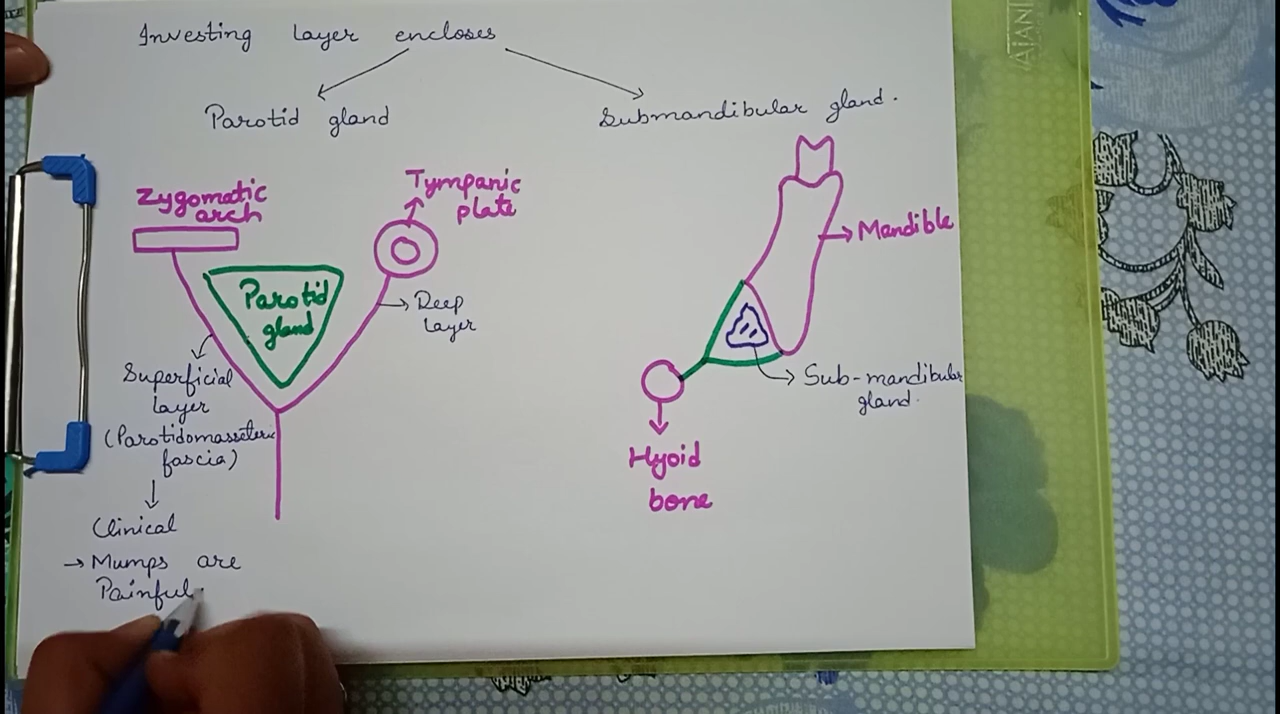 Investing layer encloses
Parotid gland
Submandibular gland.
Zygomatic
arch
Tympanic
plate
Parotid
gland
Deep
layer
Superficial
layer
(Parotidomasseteric
fascia)
Clinical
→ Mumps are
Painful.
Mandible
Sub-mandibular
gland.
Hyoid
bone
AJANI